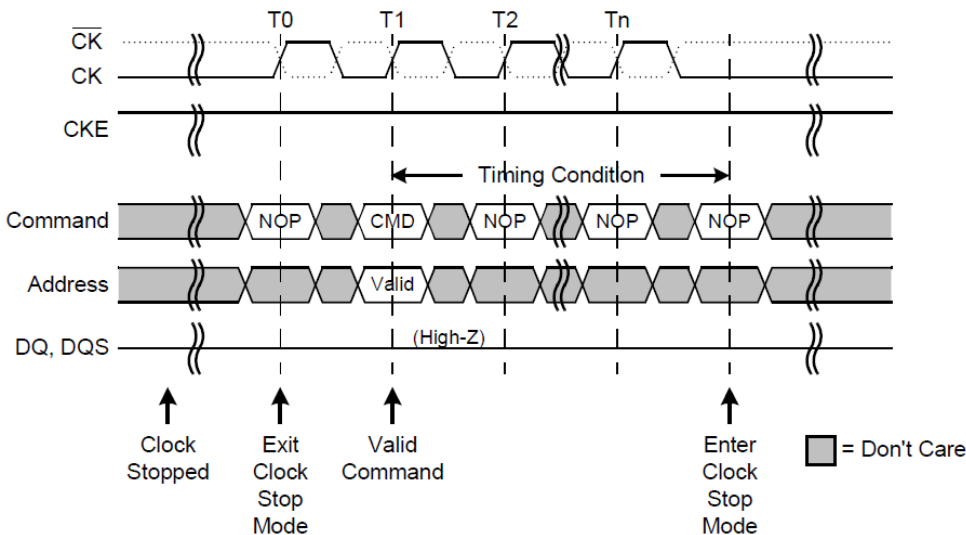 T0 T1 T2 Tn
CK
CK
CKE
Timing Condition
Command NOP CMD NOP NOP NOP
Address Valid
DQ, DQS (High-Z)
Clock Stopped
Exit Clock Stop Mode
Valid Command
Enter Clock Stop Mode
= Don't Care